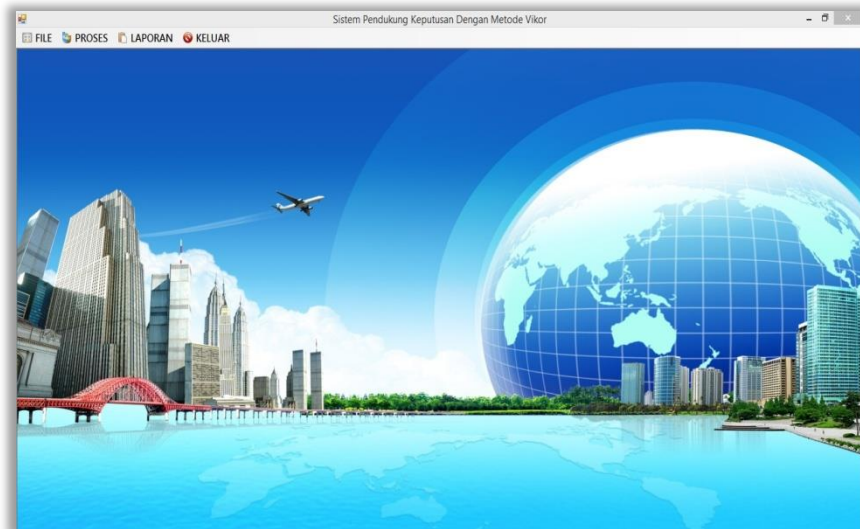 Sistem Pendukung Keputusan Dengan Metode Vikor
FILE PROSES LAPORAN KELUAR